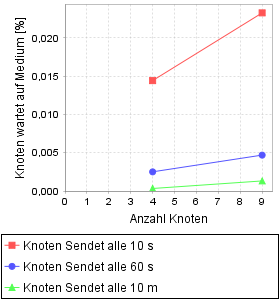 Knoten wartet auf Medium [%]
0,020
0,015
0,010
0,005
0,000
0 1 2 3 4 5 6 7 8 9
Anzahl Knoten
Knoten Sendet alle 10 s
Knoten Sendet alle 60 s
Knoten Sendet alle 10 m